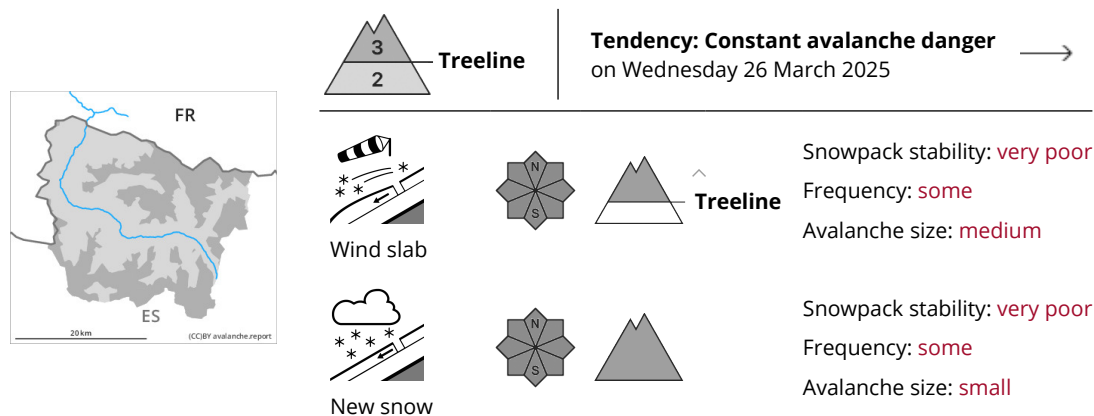 FR
ES
20 km
(CC)BY avalanche.report
3
2
Treeline
Tendency: Constant avalanche danger
on Wednesday 26 March 2025
Wind slab
N
S
Treeline
Snowpack stability: very poor
Frequency: some
Avalanche size: medium
New snow
N
S
Snowpack stability: very poor
Frequency: some
Avalanche size: small